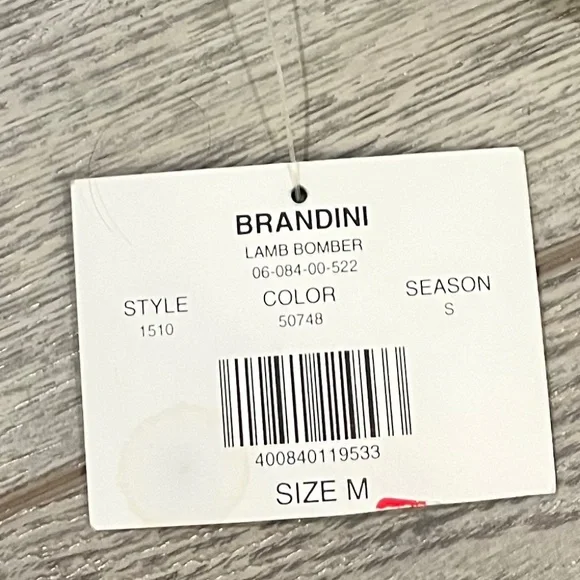 BRANDINI
LAMB BOMBER
06-084-00-522
STYLE COLOR SEASON
1510 50748 S
400840119533
SIZE M